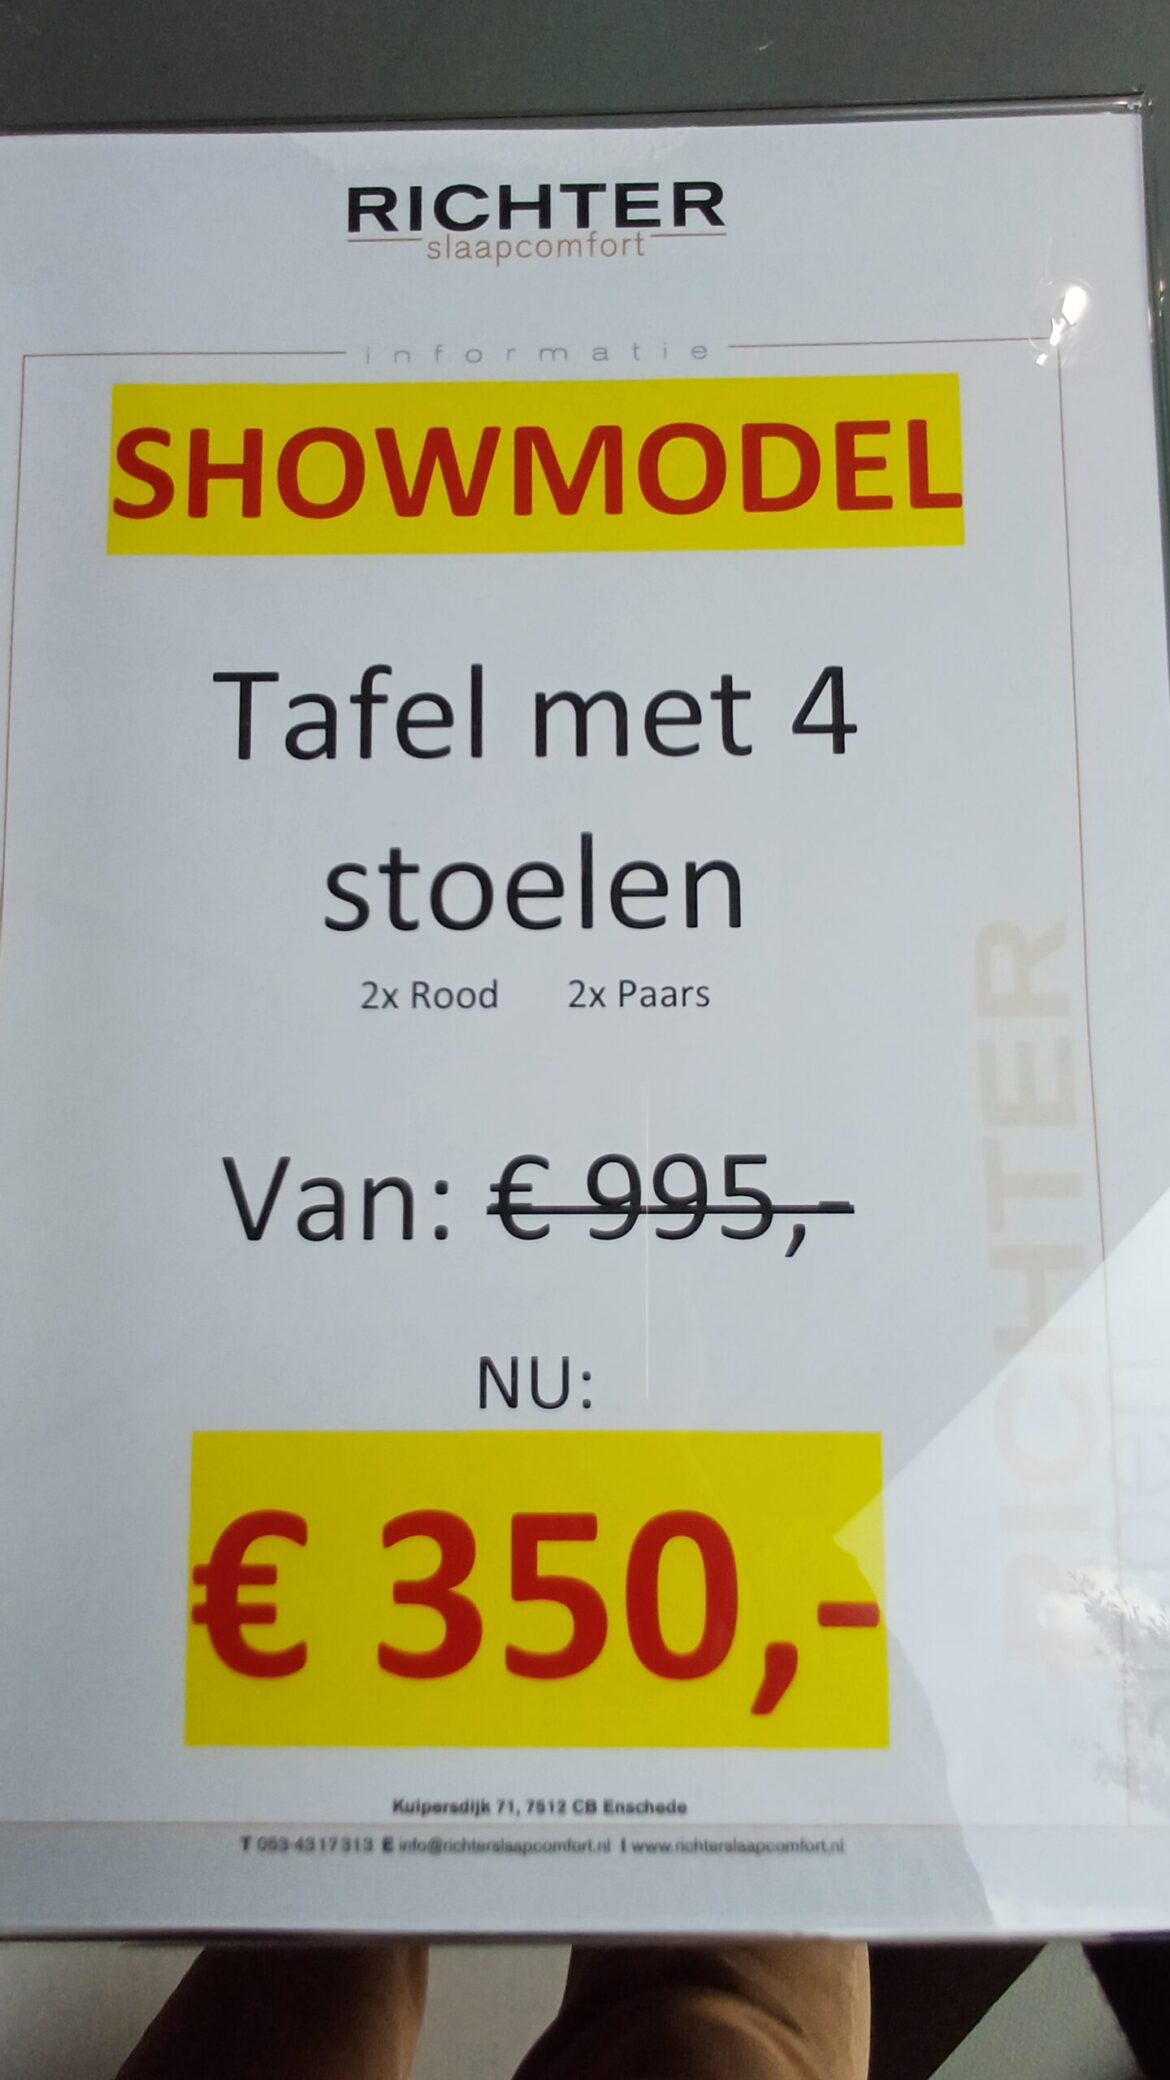 RICHTER
slaapcomfort
informatie
SHOWMODEL
Tafel met 4
stoelen
2x Rood 2x Paars
Van: € 995,-
NU:
€ 350,-
RICHTER
Kuipersdijk 71, 7512 CB Enschede
T 053-4317313 E info@richterslaapcomfort.nl I www.richterslaapcomfort.nl